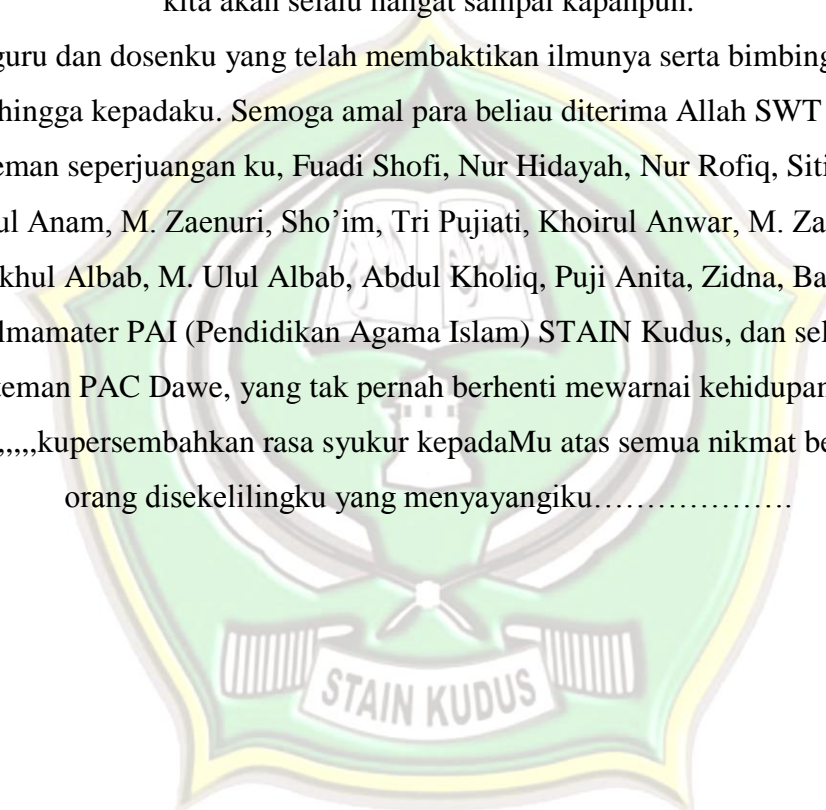 kita akan selalu hangat sampai kapanpun.
guru dan dosenku yang telah membaktikan ilmunya serta bimbing
hingga kepadaku. Semoga amal para beliau diterima Allah SWT
eman seperjuangan ku, Fuadi Shofi, Nur Hidayah, Nur Rofiq, Siti
ul Anam, M. Zaenuri, Sho’im, Tri Pujiati, Khoirul Anwar, M. Za
khul Albab, M. Ulul Albab, Abdul Kholiq, Puji Anita, Zidna, Ba
lmamater PAI (Pendidikan Agama Islam) STAIN Kudus, dan sel
teman PAC Dawe, yang tak pernah berhenti mewarnai kehidupan
,,,,,kupersembahkan rasa syukur kepadaMu atas semua nikmat be
orang disekelilingku yang menyayangiku……………….
STAIN KUDUS